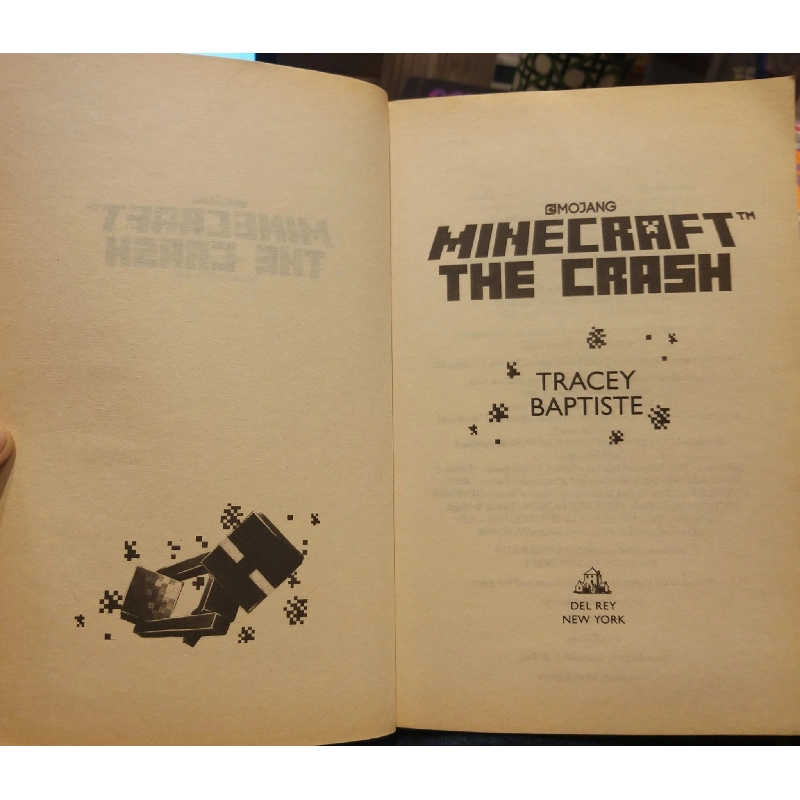 MOJANG
MINECRAFT™
THE CRASH
TRACEY
BAPTISTE
DEL REY
NEW YORK